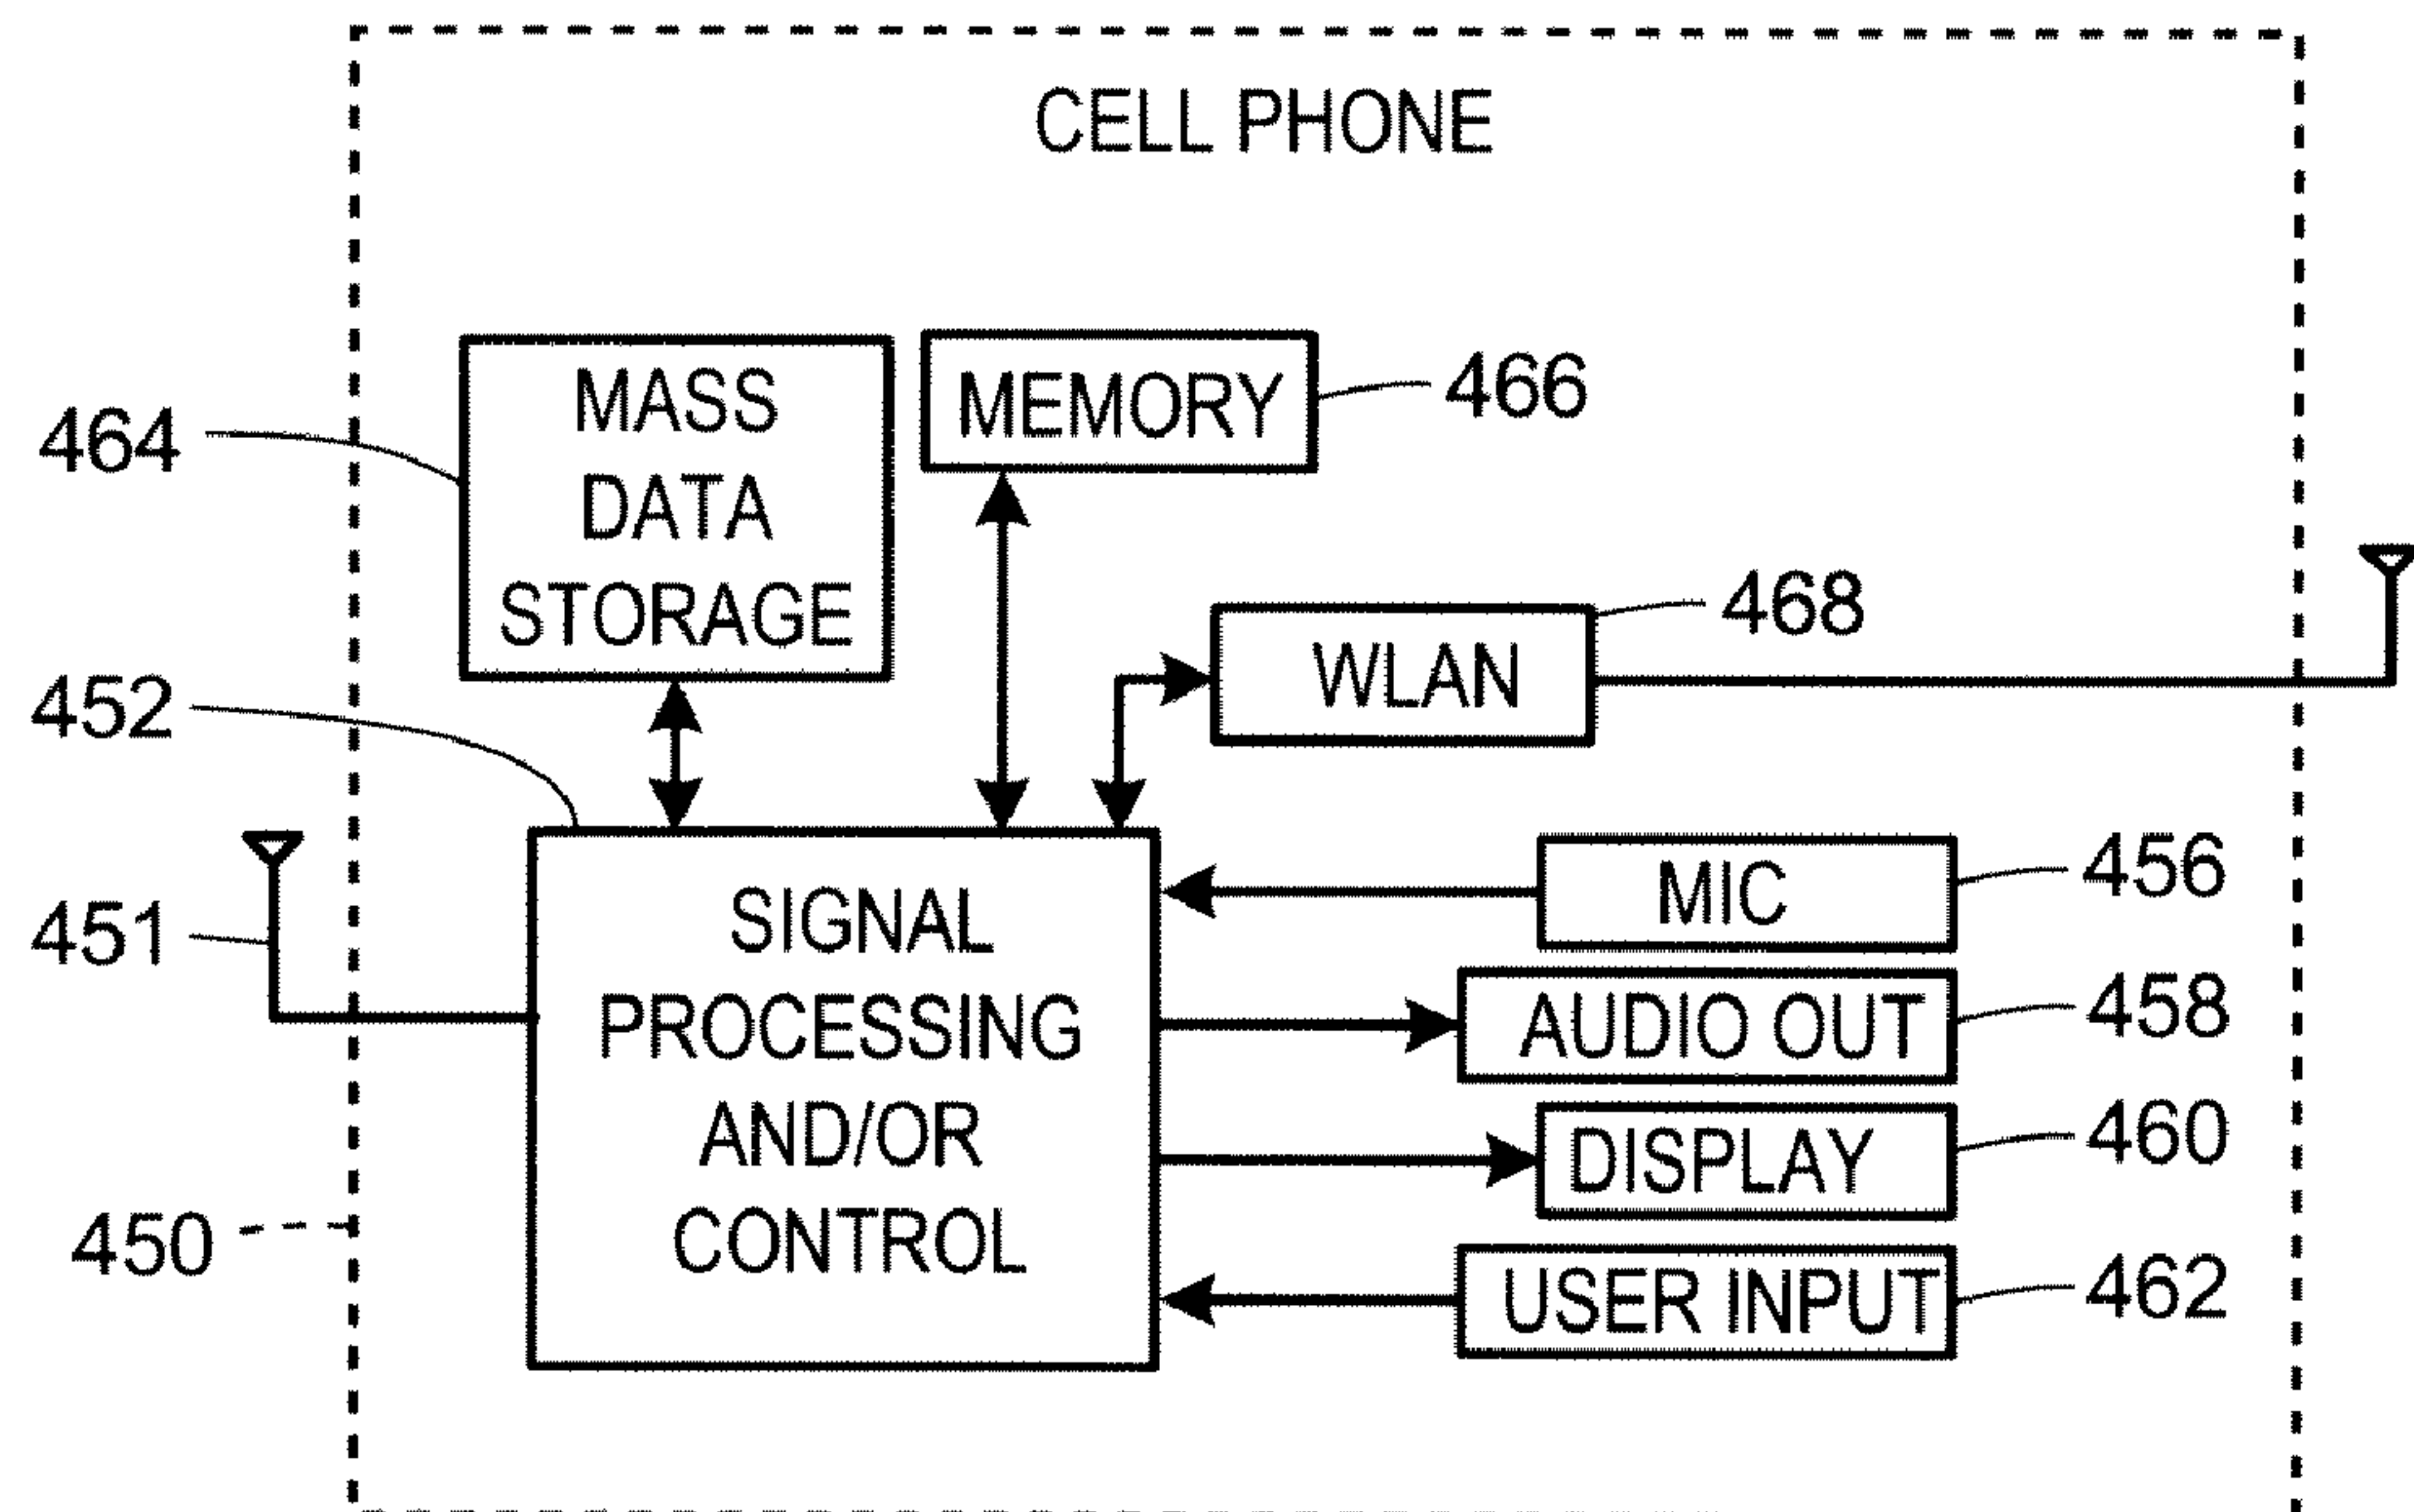 CELL PHONE
MASS
DATA
STORAGE
MEMORY
466
464
WLAN
468
452
MIC
456
451
SIGNAL
PROCESSING
AND/OR
CONTROL
AUDIO OUT
458
DISPLAY
460
450
USER INPUT
462